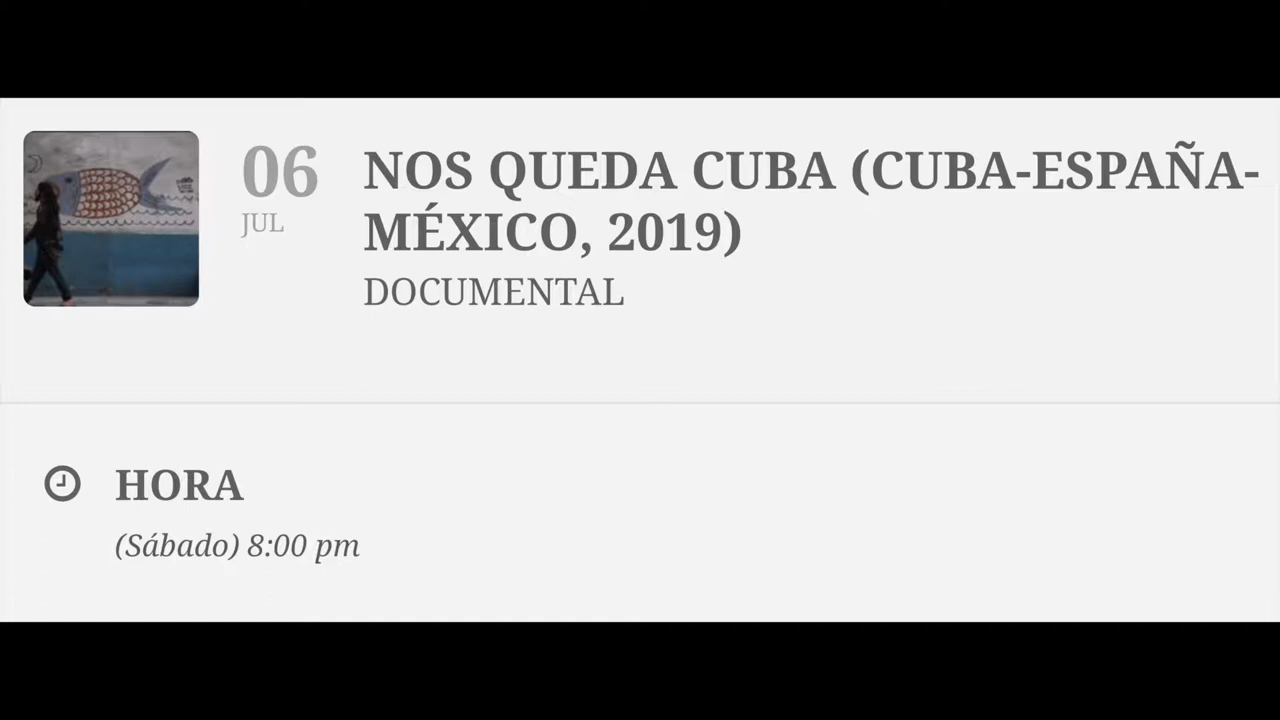 06
JUL
NOS QUEDA CUBA (CUBA-ESPAÑA-
MÉXICO, 2019)
DOCUMENTAL
HORA
(Sábado) 8:00 pm